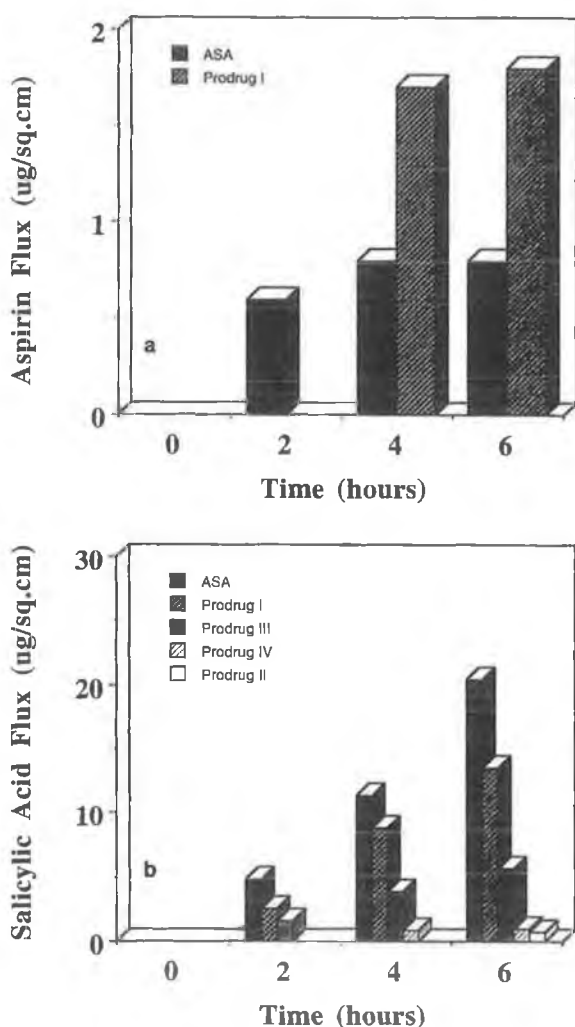 Aspirin Flux (ug/sq.cm)
2
1
0
ASA
Prodrug I
a
0 2 4 6
Time (hours)
Salicylic Acid Flux (ug/sq.cm)
30
20
10
0
ASA
Prodrug I
Prodrug III
Prodrug IV
Prodrug II
b
0 2 4 6
Time (hours)